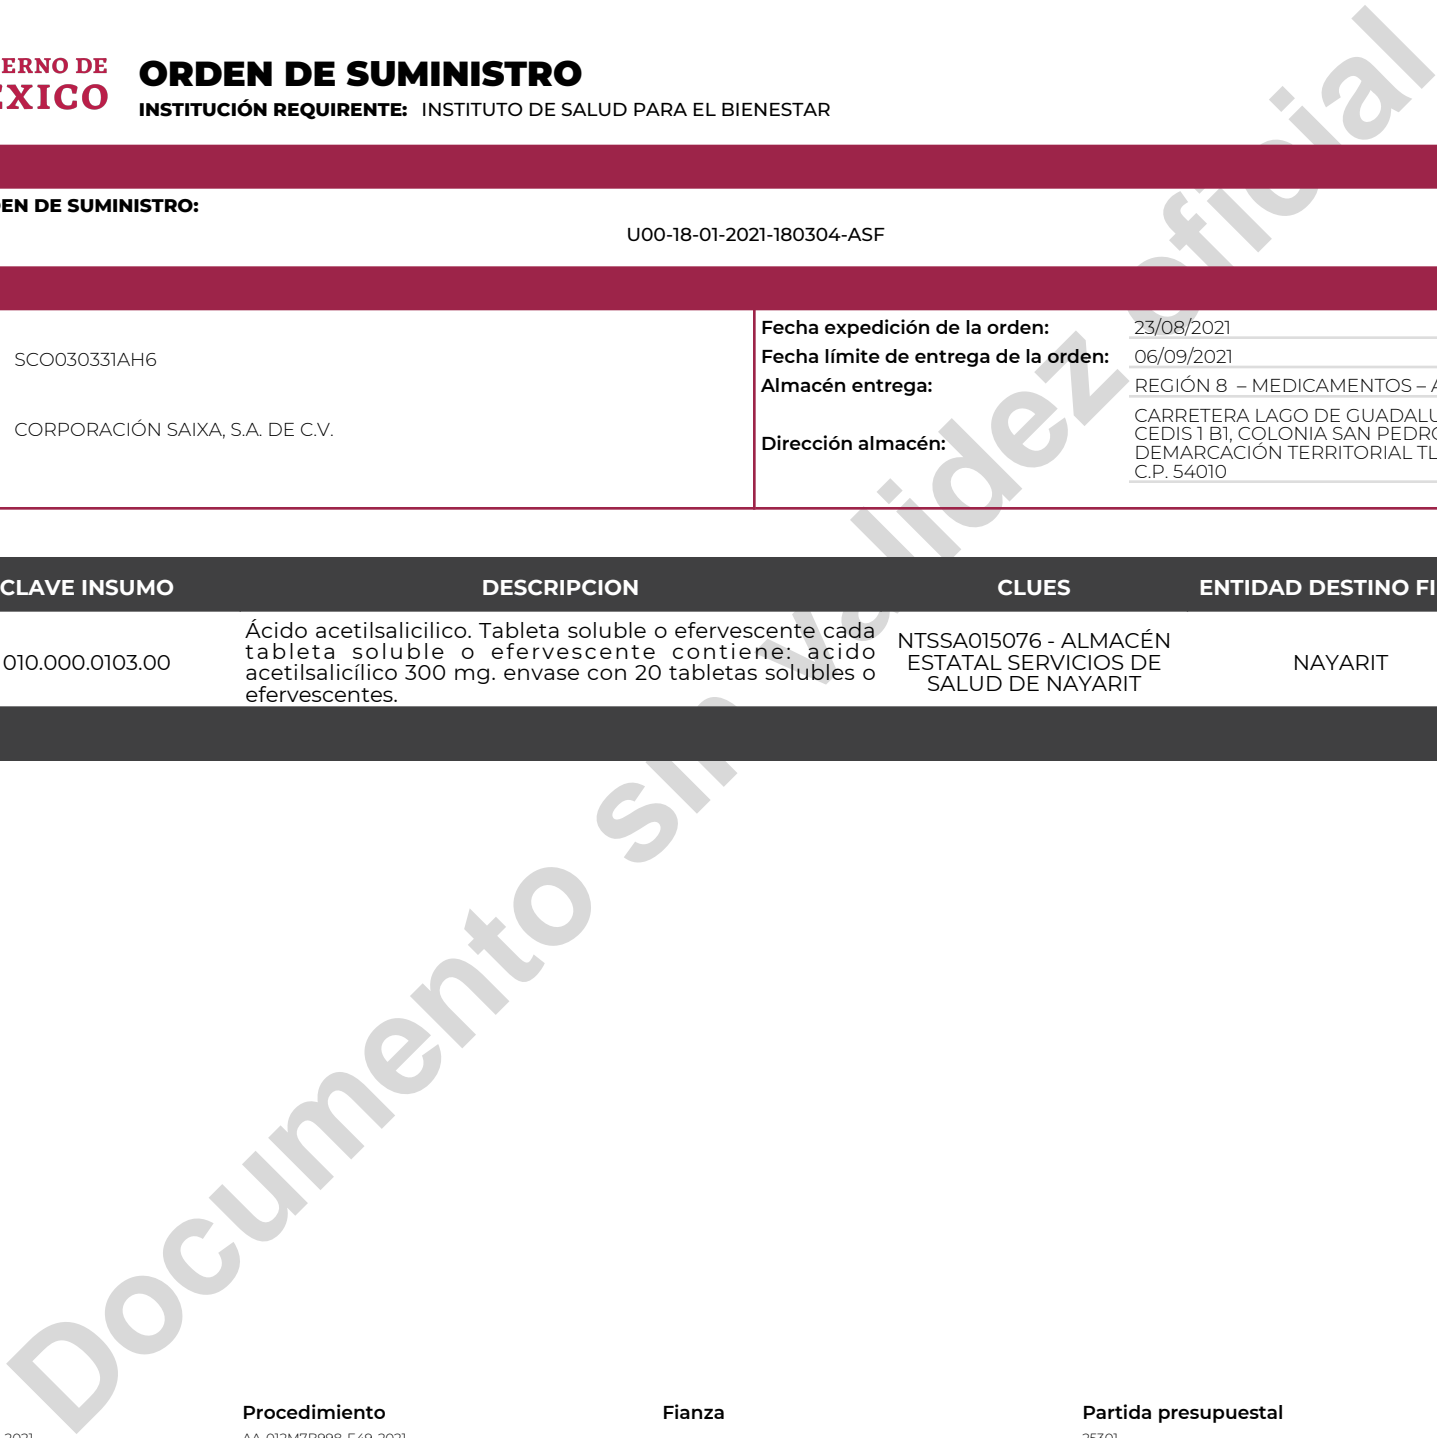 ERNO DE
ORDEN DE SUMINISTRO
XICO
INSTITUCIÓN REQUIRENTE: INSTITUTO DE SALUD PARA EL BIENESTAR
EN DE SUMINISTRO:
U00-18-01-2021-180304-ASF
SCO030331AH6
CORPORACIÓN SAIXA, S.A. DE C.V.
Fecha expedición de la orden: 23/08/2021
Fecha límite de entrega de la orden: 06/09/2021
Almacén entrega: REGIÓN 8 – MEDICAMENTOS – A
Dirección almacén:
CARRETERA LAGO DE GUADALU
CEDIS 1 B1, COLONIA SAN PEDRO
DEMARCACIÓN TERRITORIAL TL
C.P. 54010
CLAVE INSUMO DESCRIPCION CLUES ENTIDAD DESTINO FI
010.000.0103.00
Ácido acetilsalicilico. Tableta soluble o efervescente cada
tableta soluble o efervescente contiene: acido
acetilsalicílico 300 mg. envase con 20 tabletas solubles o
efervescentes.
NTSSA015076 - ALMACÉN
ESTATAL SERVICIOS DE
SALUD DE NAYARIT
NAYARIT
Documento sin validez oficial
Procedimiento Fianza Partida presupuestal